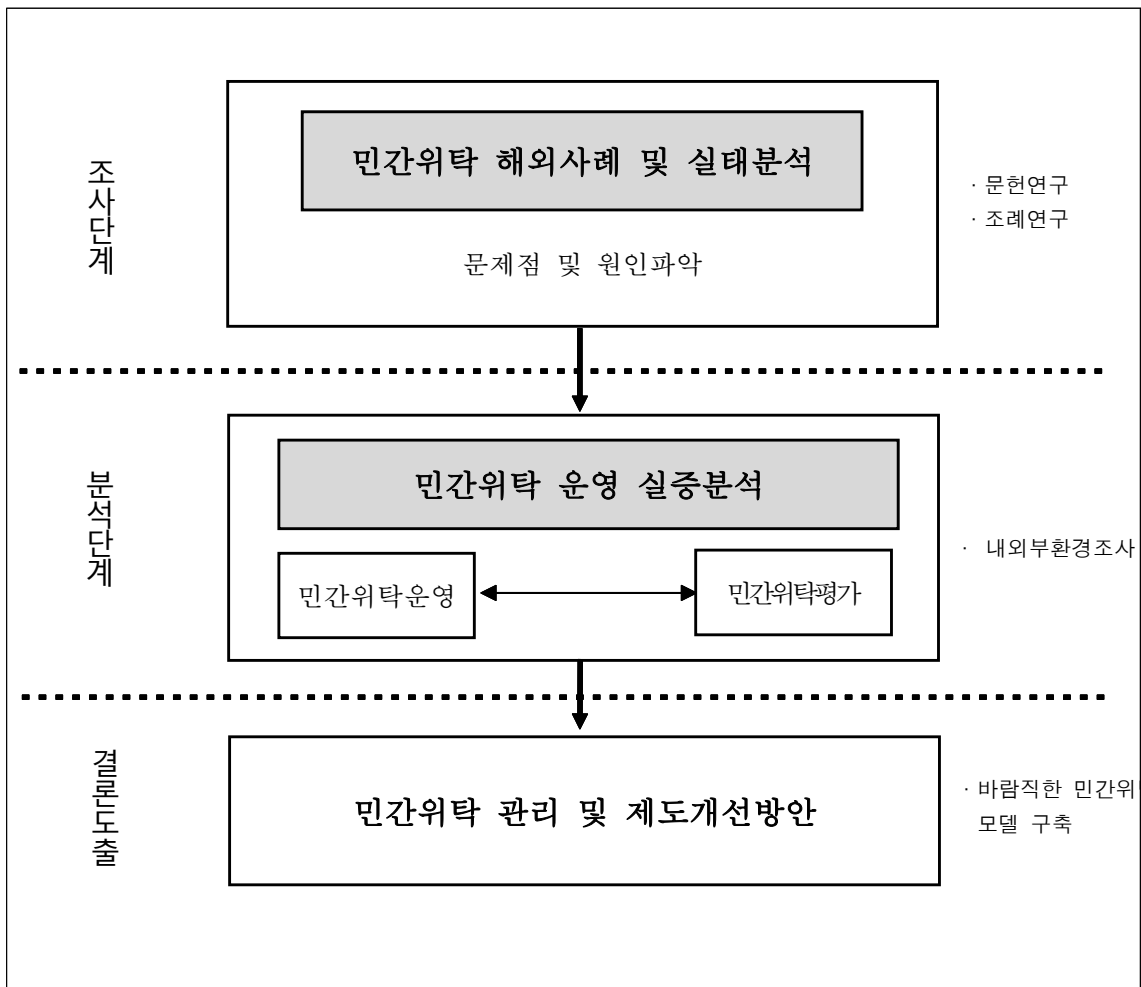 조사단계
민간위탁 해외사례 및 실태분석
문제점 및 원인파악
· 문헌연구
· 조례연구
분석단계
민간위탁 운영 실증분석
민간위탁운영
민간위탁평가
· 내외부환경조사
결론도출
민간위탁 관리 및 제도개선방안
· 바람직한 민간위
모델 구축